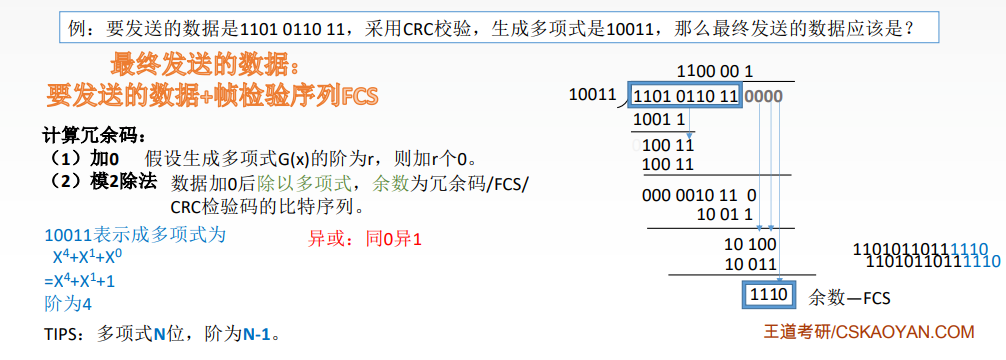 例：要发送的数据是1101 0110 11，采用CRC校验，生成多项式是10011，那么最终发送的数据应该是？
最终发送的数据：
要发送的数据+帧检验序列FCS
计算冗余码：
（1）加0 假设生成多项式G(x)的阶为r，则加r个0。
（2）模2除法 数据加0后除以多项式，余数为冗余码/FCS/
CRC检验码的比特序列。
10011表示成多项式为
X⁴+X¹+X⁰
=X⁴+X¹+1
阶为4
异或：同0异1
TIPS：多项式N位，阶为N-1。
1100 00 1
10011
1101 0110 11 0000
1001 1
100 11
100 11
000 0010 11 0
10 01 1
10 100
10 011
1110 余数—FCS
11010110111110
11010110111110
王道考研/CSKAOYAN.COM